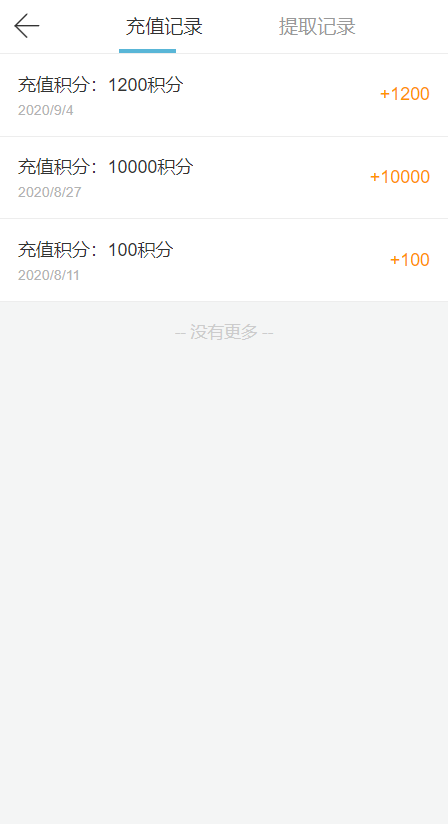 充值记录
提取记录
充值积分：1200积分
+1200
2020/9/4
充值积分：10000积分
+10000
2020/8/27
充值积分：100积分
+100
2020/8/11
-- 没有更多 --